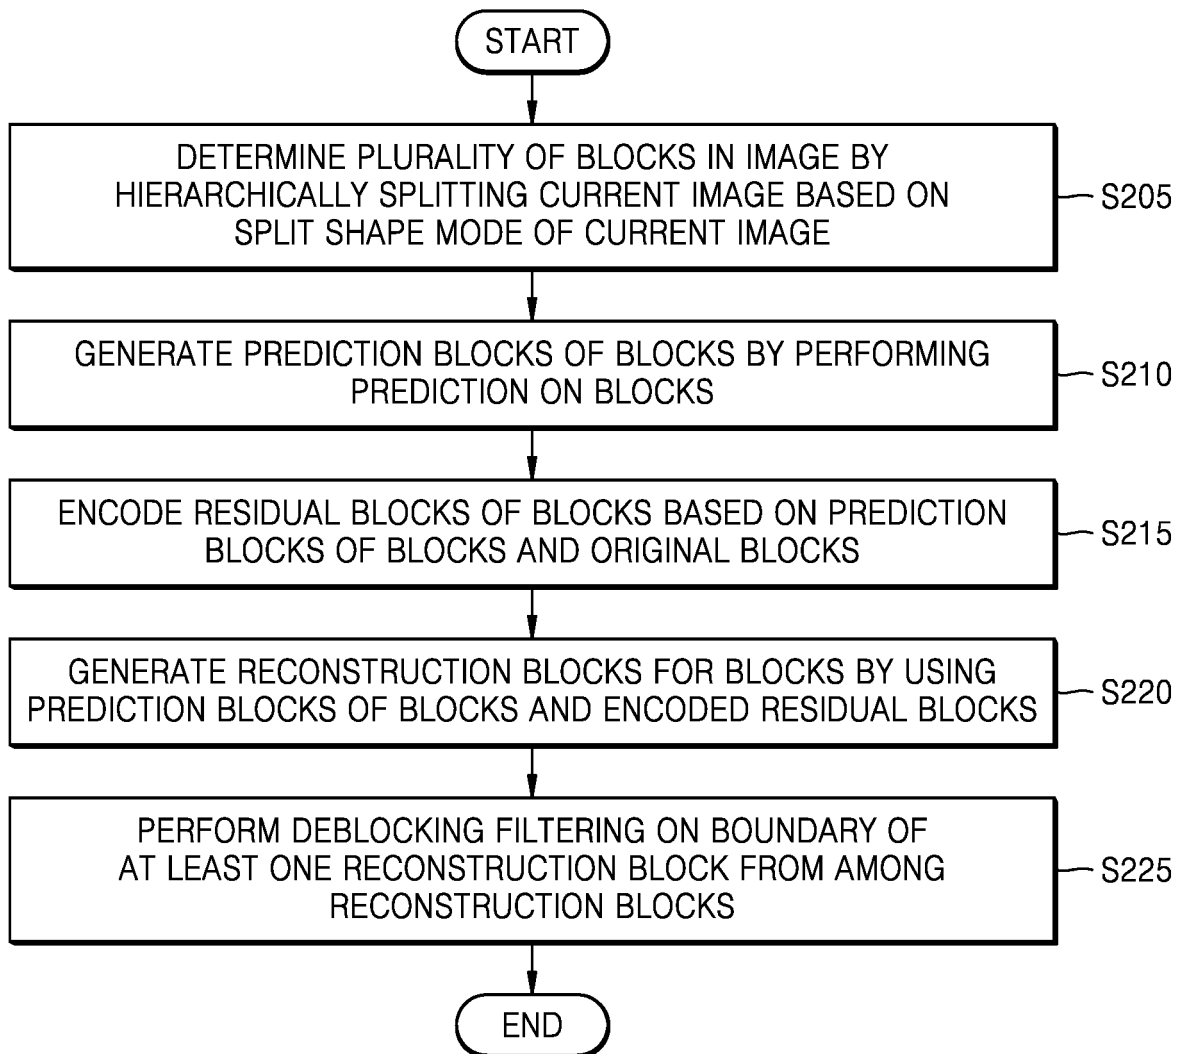 START
DETERMINE PLURALITY OF BLOCKS IN IMAGE BY
HIERARCHICALLY SPLITTING CURRENT IMAGE BASED ON
SPLIT SHAPE MODE OF CURRENT IMAGE
S205
GENERATE PREDICTION BLOCKS OF BLOCKS BY PERFORMING
PREDICTION ON BLOCKS
S210
ENCODE RESIDUAL BLOCKS OF BLOCKS BASED ON PREDICTION
BLOCKS OF BLOCKS AND ORIGINAL BLOCKS
S215
GENERATE RECONSTRUCTION BLOCKS FOR BLOCKS BY USING
PREDICTION BLOCKS OF BLOCKS AND ENCODED RESIDUAL BLOCKS
S220
PERFORM DEBLOCKING FILTERING ON BOUNDARY OF
AT LEAST ONE RECONSTRUCTION BLOCK FROM AMONG
RECONSTRUCTION BLOCKS
S225
END